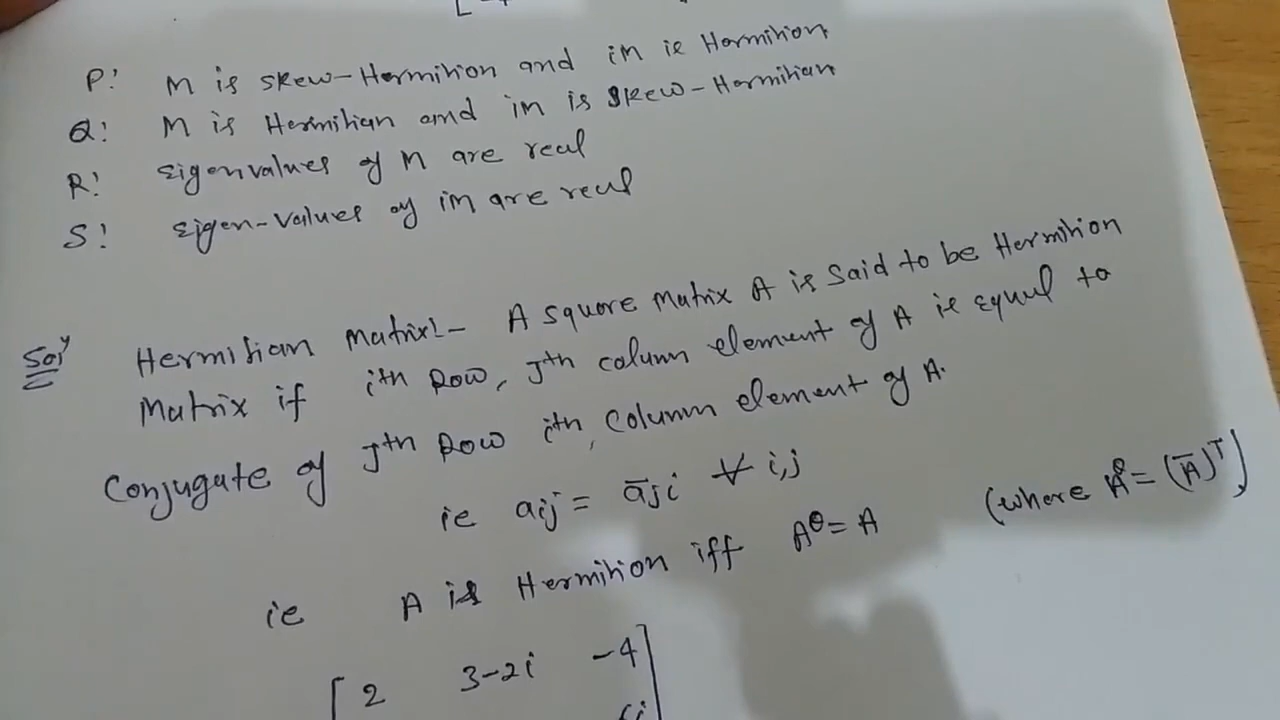 P: M is skew-Hermition and iM is Hermition
Q: M is Hermitian and iM is skew-Hermitian
R: Eigenvalues of M are real
S: Eigen-values of iM are real
Solⁿ Hermitian Matrix:- A square Matrix A is said to be Hermition
Matrix if ith Row, Jth column element of A is equal to
Conjugate of Jth Row ith, column element of A.
ie aij = a̅ji ∀ i,j
ie A is Hermition iff A^θ = A (where A^θ = (A̅)^T)
[ 2 3-2i -4 ]